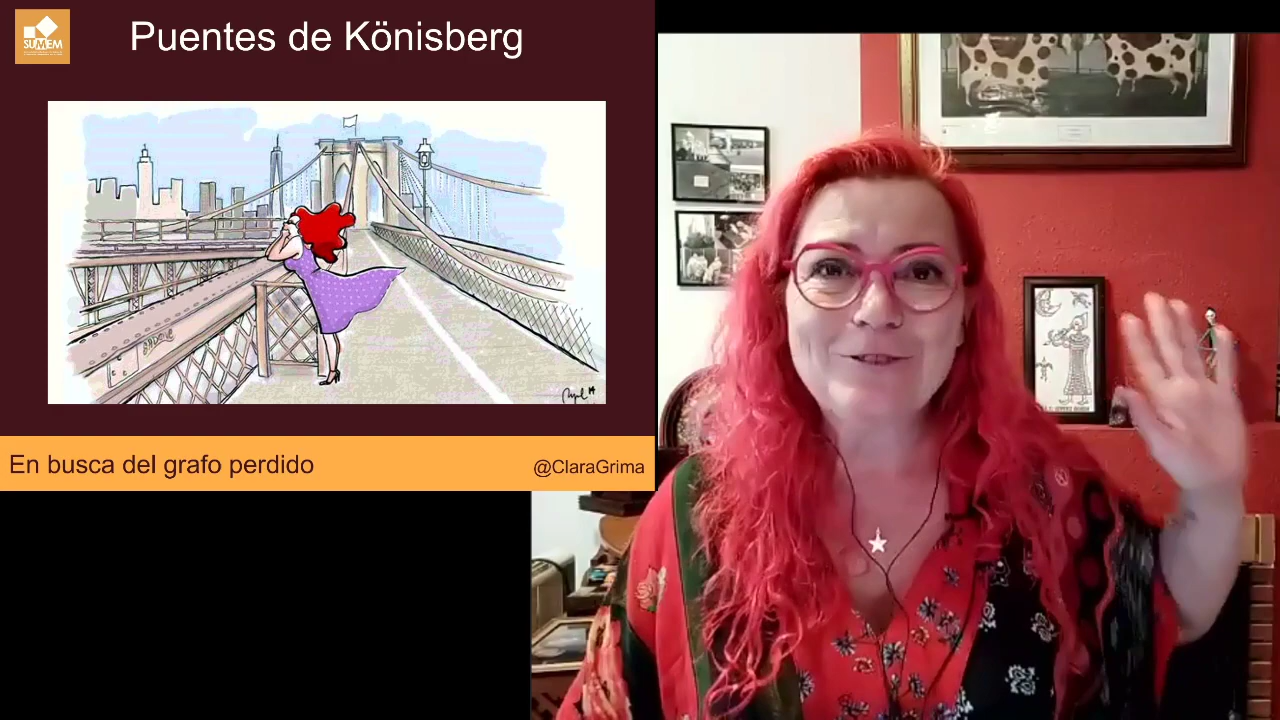 SUMEM
Puentes de Könisberg
En busca del grafo perdido
@ClaraGrima